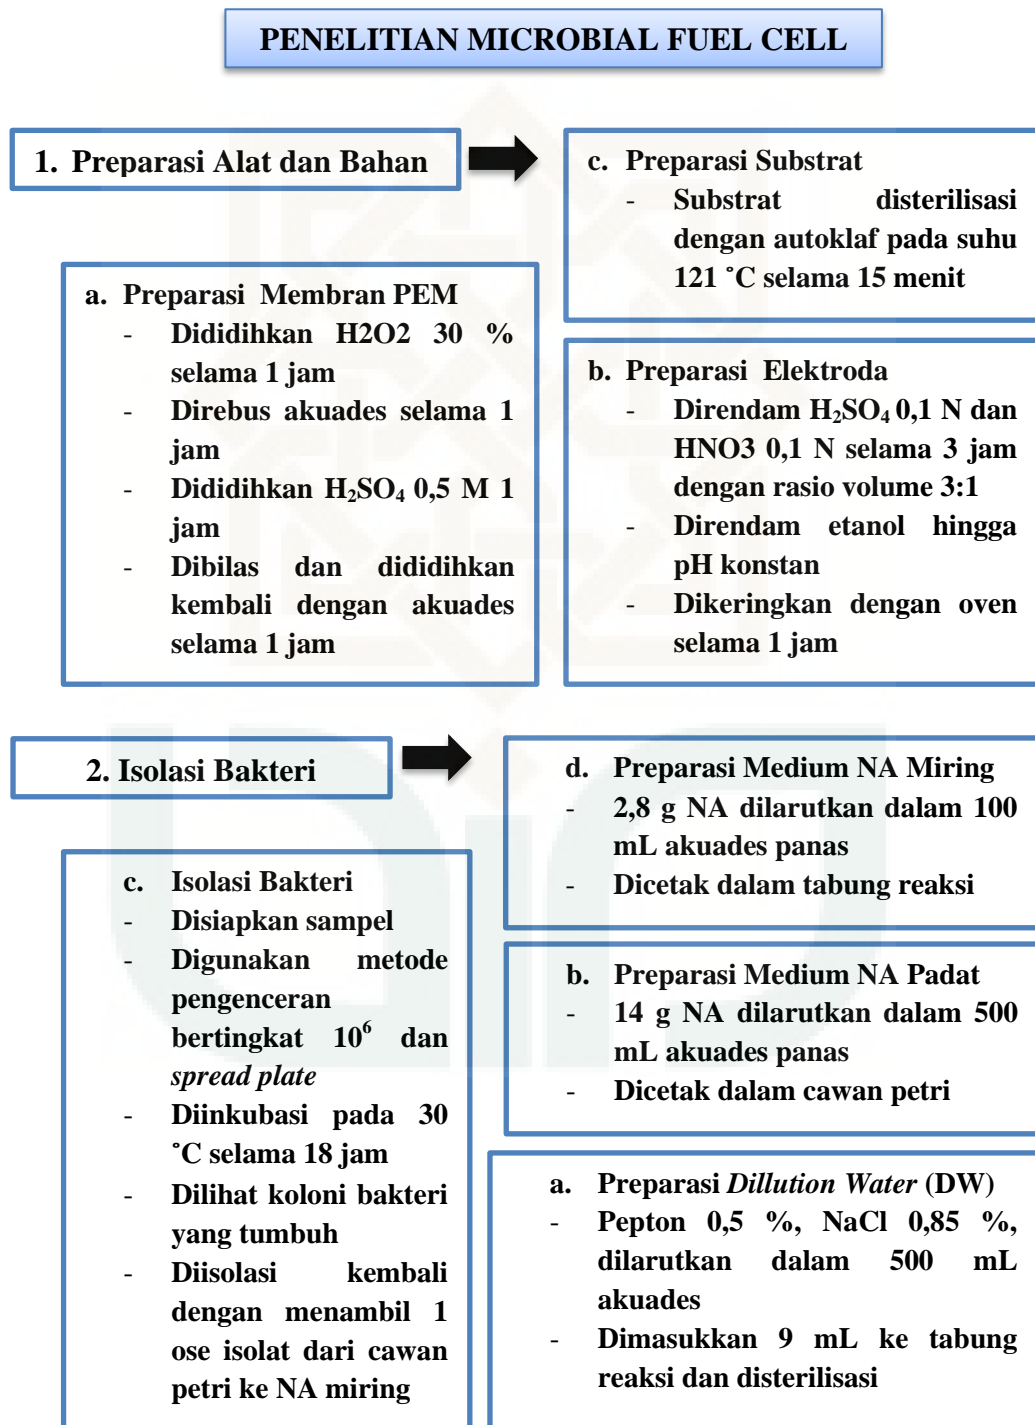 PENELITIAN MICROBIAL FUEL CELL
1. Preparasi Alat dan Bahan
c. Preparasi Substrat
- Substrat disterilisasi
dengan autoklaf pada suhu
121 ˚C selama 15 menit
a. Preparasi Membran PEM
- Dididihkan H2O2 30 %
selama 1 jam
- Direbus akuades selama 1
jam
- Dididihkan H₂SO₄ 0,5 M 1
jam
- Dibilas dan dididihkan
kembali dengan akuades
selama 1 jam
b. Preparasi Elektroda
- Direndam H₂SO₄ 0,1 N dan
HNO3 0,1 N selama 3 jam
dengan rasio volume 3:1
- Direndam etanol hingga
pH konstan
- Dikeringkan dengan oven
selama 1 jam
2. Isolasi Bakteri
d. Preparasi Medium NA Miring
- 2,8 g NA dilarutkan dalam 100
mL akuades panas
- Dicetak dalam tabung reaksi
c. Isolasi Bakteri
- Disiapkan sampel
- Digunakan metode
pengenceran
bertingkat 10⁶ dan
spread plate
- Diinkubasi pada 30
˚C selama 18 jam
- Dilihat koloni bakteri
yang tumbuh
- Diisolasi kembali
dengan menambil 1
ose isolat dari cawan
petri ke NA miring
b. Preparasi Medium NA Padat
- 14 g NA dilarutkan dalam 500
mL akuades panas
- Dicetak dalam cawan petri
a. Preparasi Dillution Water (DW)
- Pepton 0,5 %, NaCl 0,85 %,
dilarutkan dalam 500 mL
akuades
- Dimasukkan 9 mL ke tabung
reaksi dan disterilisasi